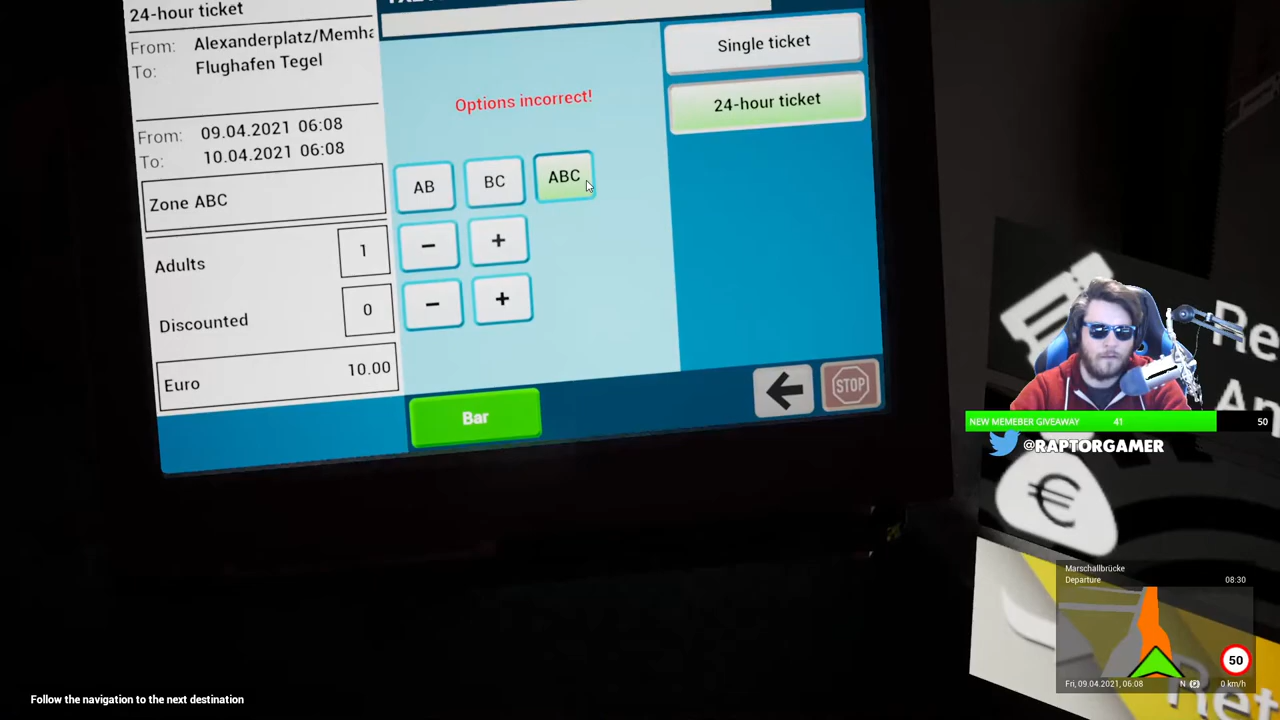 24-hour ticket
From: Alexanderplatz/Memha
To: Flughafen Tegel
From: 09.04.2021 06:08
To: 10.04.2021 06:08
Zone ABC
Adults 1
Discounted 0
Euro 10.00
Options incorrect!
AB BC ABC
− +
− +
Bar
Single ticket
24-hour ticket
STOP
NEW MEMEBER GIVEAWAY 41 50
@RAPTORGAMER
€
Marschallbrücke
Departure 08:30
50
Fri, 09.04.2021, 06:08 N (P) 0 km/h
Follow the navigation to the next destination